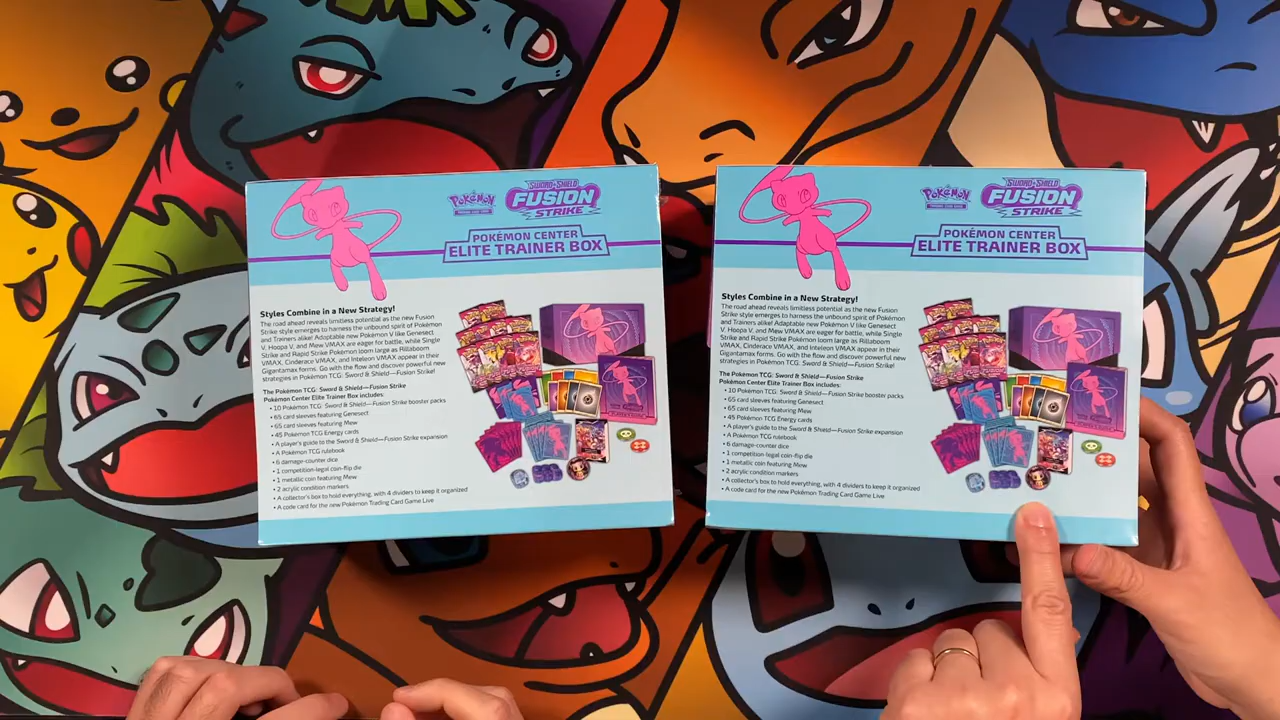 POKÉMON
SWORD & SHIELD
FUSION
STRIKE
POKÉMON CENTER
ELITE TRAINER BOX
Styles Combine in a New Strategy!
The road ahead reveals limitless potential as the new Fusion
Strike style emerges to harness the unbound spirit of Pokémon
and Trainers alike! Adaptable new Pokémon V like Genesect
V, Hoopa V, and Mew VMAX are eager for battle, while Single
Strike and Rapid Strike Pokémon loom large as Rillaboom
VMAX, Cinderace VMAX, and Inteleon VMAX appear in their
Gigantamax forms. Go with the flow and discover powerful new
strategies in Pokémon TCG: Sword & Shield—Fusion Strike!
The Pokémon TCG: Sword & Shield—Fusion Strike
Pokémon Center Elite Trainer Box includes:
• 10 Pokémon TCG: Sword & Shield—Fusion Strike booster packs
• 65 card sleeves featuring Genesect
• 65 card sleeves featuring Mew
• 45 Pokémon TCG Energy cards
• A player's guide to the Sword & Shield—Fusion Strike expansion
• A Pokémon TCG rulebook
• 6 damage-counter dice
• 1 competition-legal coin-flip die
• 1 metallic coin featuring Mew
• 2 acrylic condition markers
• A collector's box to hold everything, with 4 dividers to keep it organized
• A code card for the new Pokémon Trading Card Game Live
POKÉMON
SWORD & SHIELD
FUSION
STRIKE
POKÉMON CENTER
ELITE TRAINER BOX
Styles Combine in a New Strategy!
The road ahead reveals limitless potential as the new Fusion
Strike style emerges to harness the unbound spirit of Pokémon
and Trainers alike! Adaptable new Pokémon V like Genesect
V, Hoopa V, and Mew VMAX are eager for battle, while Single
Strike and Rapid Strike Pokémon loom large as Rillaboom
VMAX, Cinderace VMAX, and Inteleon VMAX appear in their
Gigantamax forms. Go with the flow and discover powerful new
strategies in Pokémon TCG: Sword & Shield—Fusion Strike!
The Pokémon TCG: Sword & Shield—Fusion Strike
Pokémon Center Elite Trainer Box includes:
• 10 Pokémon TCG: Sword & Shield—Fusion Strike booster packs
• 65 card sleeves featuring Genesect
• 65 card sleeves featuring Mew
• 45 Pokémon TCG Energy cards
• A player's guide to the Sword & Shield—Fusion Strike expansion
• A Pokémon TCG rulebook
• 6 damage-counter dice
• 1 competition-legal coin-flip die
• 1 metallic coin featuring Mew
• 2 acrylic condition markers
• A collector's box to hold everything, with 4 dividers to keep it organized
• A code card for the new Pokémon Trading Card Game Live